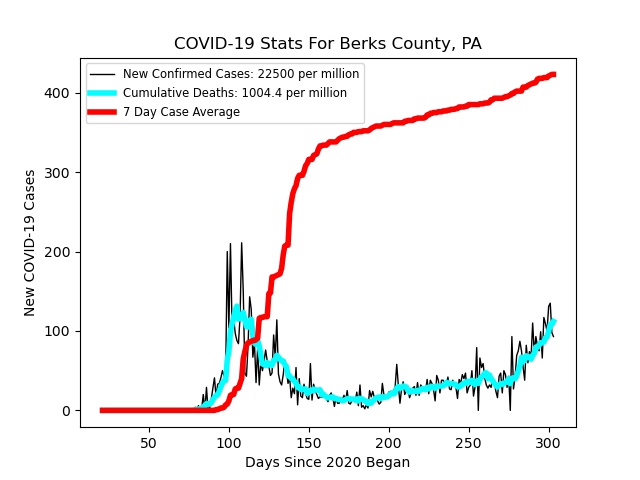 COVID-19 Stats For Berks County, PA
New Confirmed Cases: 22500 per million
Cumulative Deaths: 1004.4 per million
7 Day Case Average
400
300
200
100
0
New COVID-19 Cases
50 100 150 200 250 300
Days Since 2020 Began